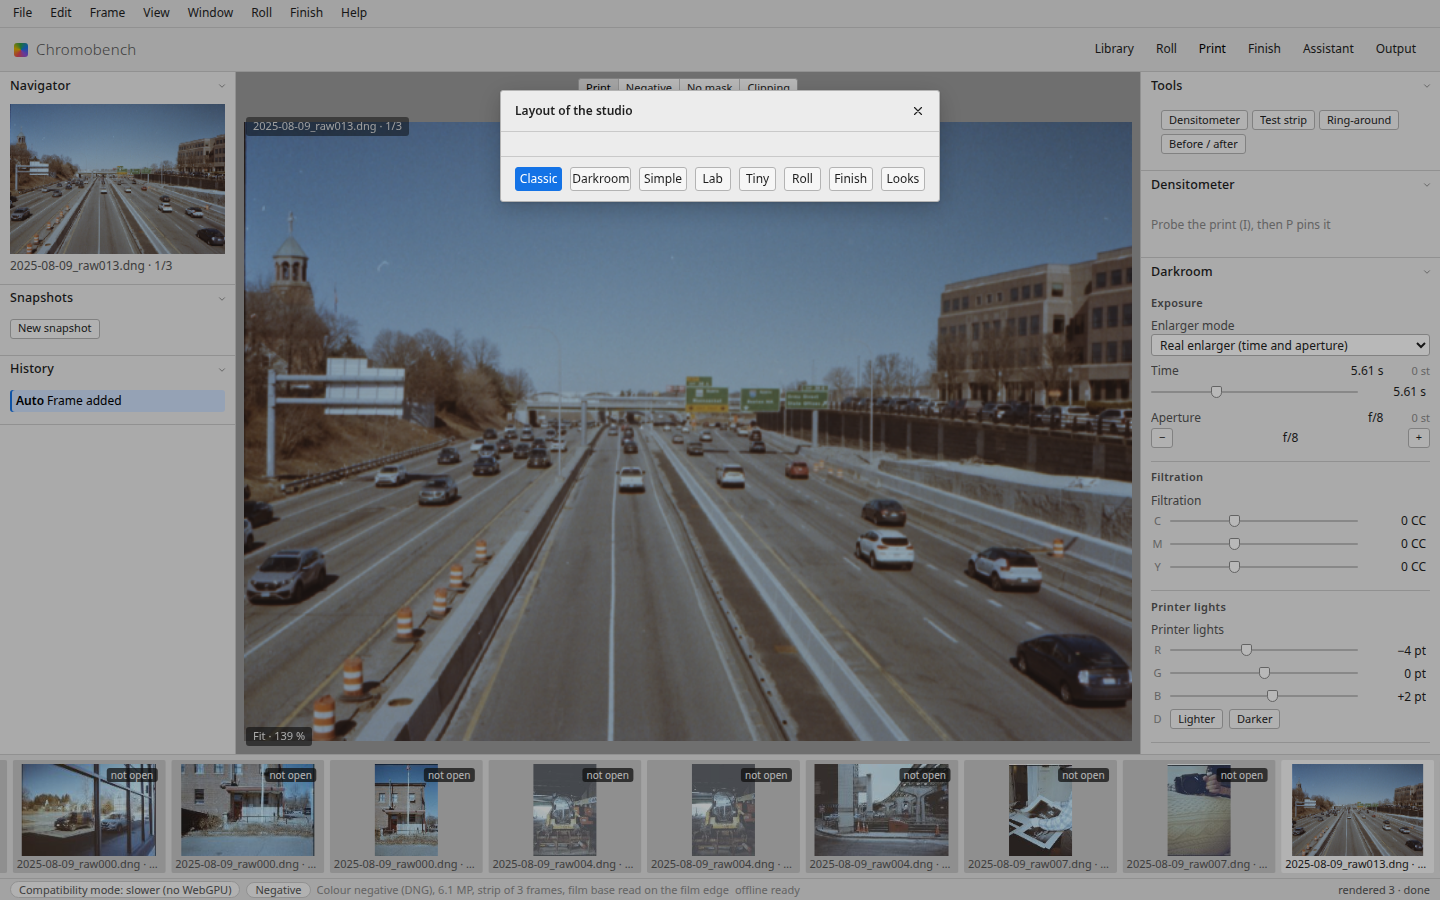 File Edit Frame View Window Roll Finish Help
Chromobench
Library Roll Print Finish Assistant Output
Navigator
2025-08-09_raw013.dng · 1/3
Snapshots
New snapshot
History
Auto Frame added
Print Negative No mask Clipping
2025-08-09_raw013.dng · 1/3
Layout of the studio
Classic Darkroom Simple Lab Tiny Roll Finish Looks
Fit · 139 %
Tools
Densitometer Test strip Ring-around
Before / after
Densitometer
Probe the print (I), then P pins it
Darkroom
Exposure
Enlarger mode
Real enlarger (time and aperture)
Time 5.61 s 0 st
5.61 s
Aperture f/8 0 st
− f/8 +
Filtration
Filtration
C 0 CC
M 0 CC
Y 0 CC
Printer lights
Printer lights
R −4 pt
G 0 pt
B +2 pt
D Lighter Darker
not open not open not open not open not open not open not open not open
2025-08-09_raw000.dng · ... 2025-08-09_raw000.dng · ... 2025-08-09_raw000.dng · ... 2025-08-09_raw004.dng · ... 2025-08-09_raw004.dng · ... 2025-08-09_raw004.dng · ... 2025-08-09_raw007.dng · ... 2025-08-09_raw007.dng · ... 2025-08-09_raw013.dng · ...
Compatibility mode: slower (no WebGPU) Negative Colour negative (DNG), 6.1 MP, strip of 3 frames, film base read on the film edge offline ready rendered 3 · done